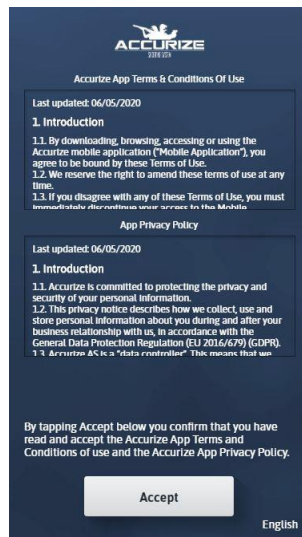 ACCURIZE
Accurize App Terms & Conditions Of Use
Last updated: 06/05/2020
1. Introduction
1.1. By downloading, browsing, accessing or using the
Accurize mobile application ("Mobile Application"), you
agree to be bound by these Terms of Use.
1.2. We reserve the right to amend these terms of use at any
time.
1.3. If you disagree with any of these Terms of Use, you must
immediately discontinue your access to the Mobile
App Privacy Policy
Last updated: 06/05/2020
1. Introduction
1.1. Accurize is committed to protecting the privacy and
security of your personal information.
1.2. This privacy notice describes how we collect, use and
store personal information about you during and after your
business relationship with us, in accordance with the
General Data Protection Regulation (EU 2016/679) (GDPR).
1.3. Accurize AS is a "data controller". This means that we
By tapping Accept below you confirm that you have
read and accept the Accurize App Terms and
Conditions of use and the Accurize App Privacy Policy.
Accept
English